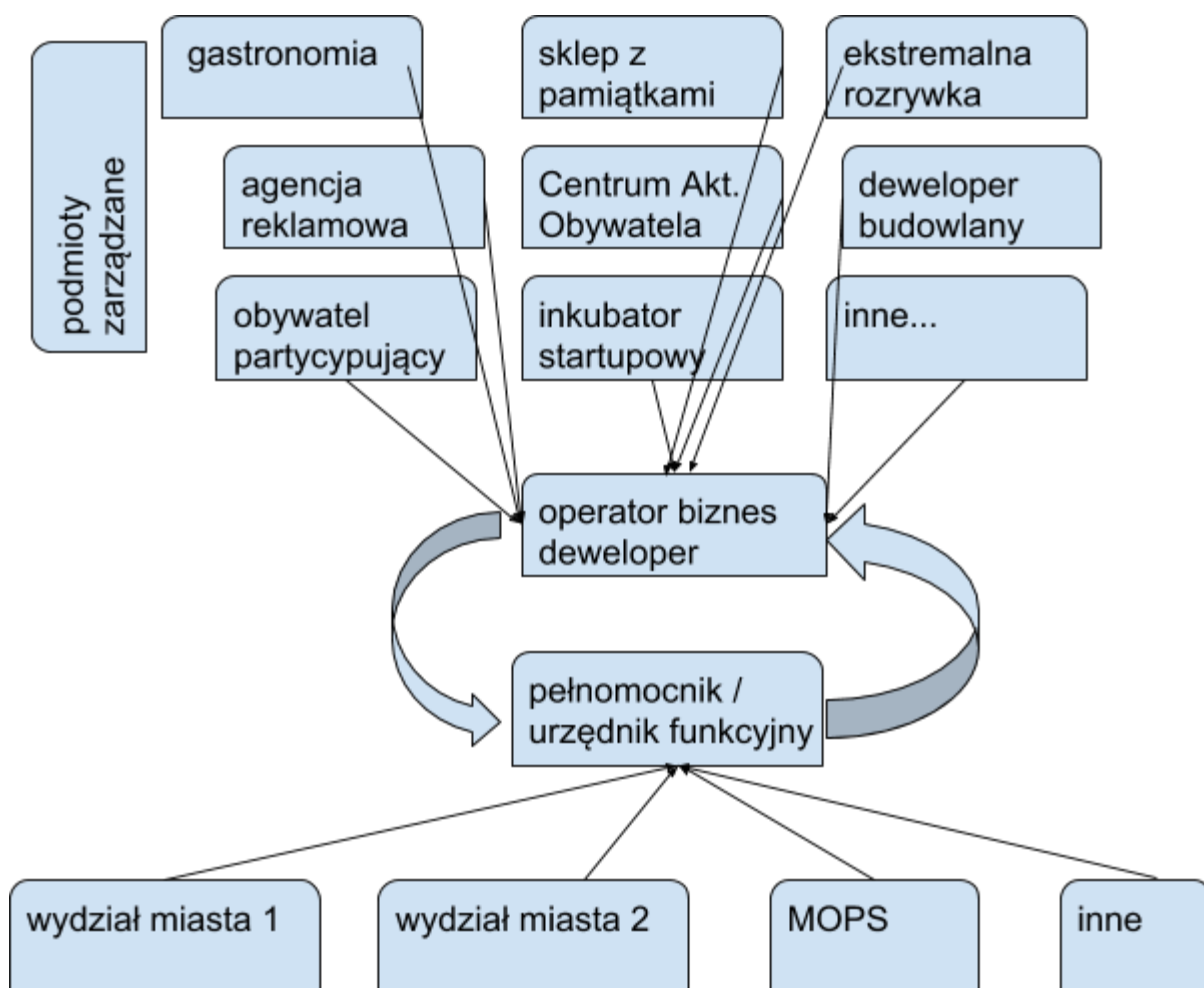 gastronomia
sklep z
pamiątkami
ekstremalna
rozrywka
podmioty
zarządzane
agencja
reklamowa
Centrum Akt.
Obywatela
deweloper
budowlany
obywatel
partycypujący
inkubator
startupowy
inne...
operator biznes
deweloper
pełnomocnik /
urzędnik funkcyjny
wydział miasta 1
wydział miasta 2
MOPS
inne